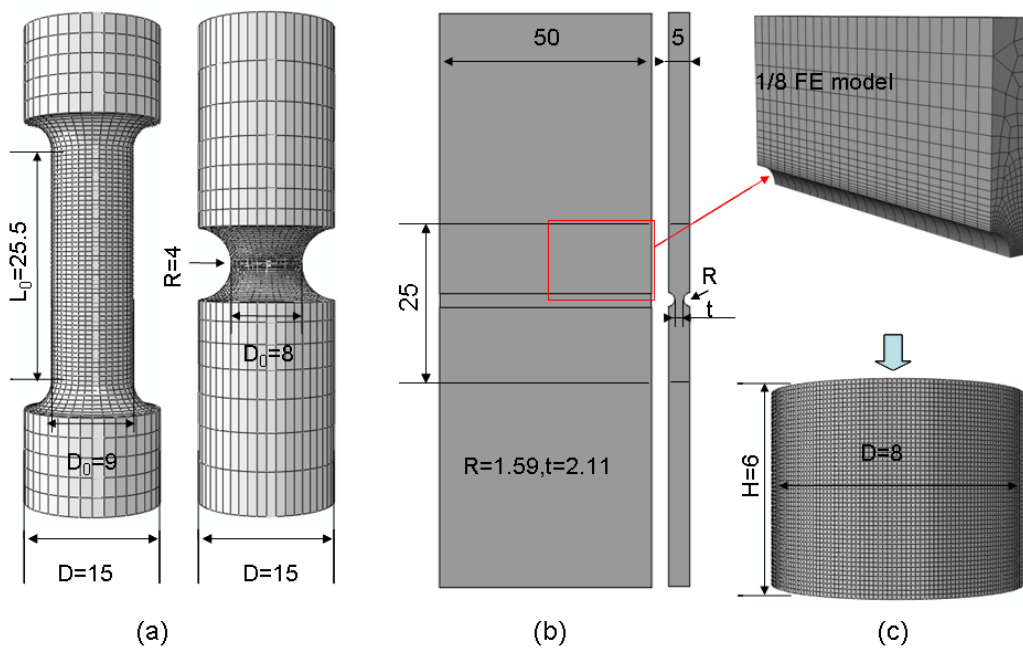 50
5
1/8 FE model
L₀=25.5
R=4
25
R
t
D₀=8
D₀=9
R=1.59,t=2.11
H=6
D=8
D=15
D=15
(a)
(b)
(c)